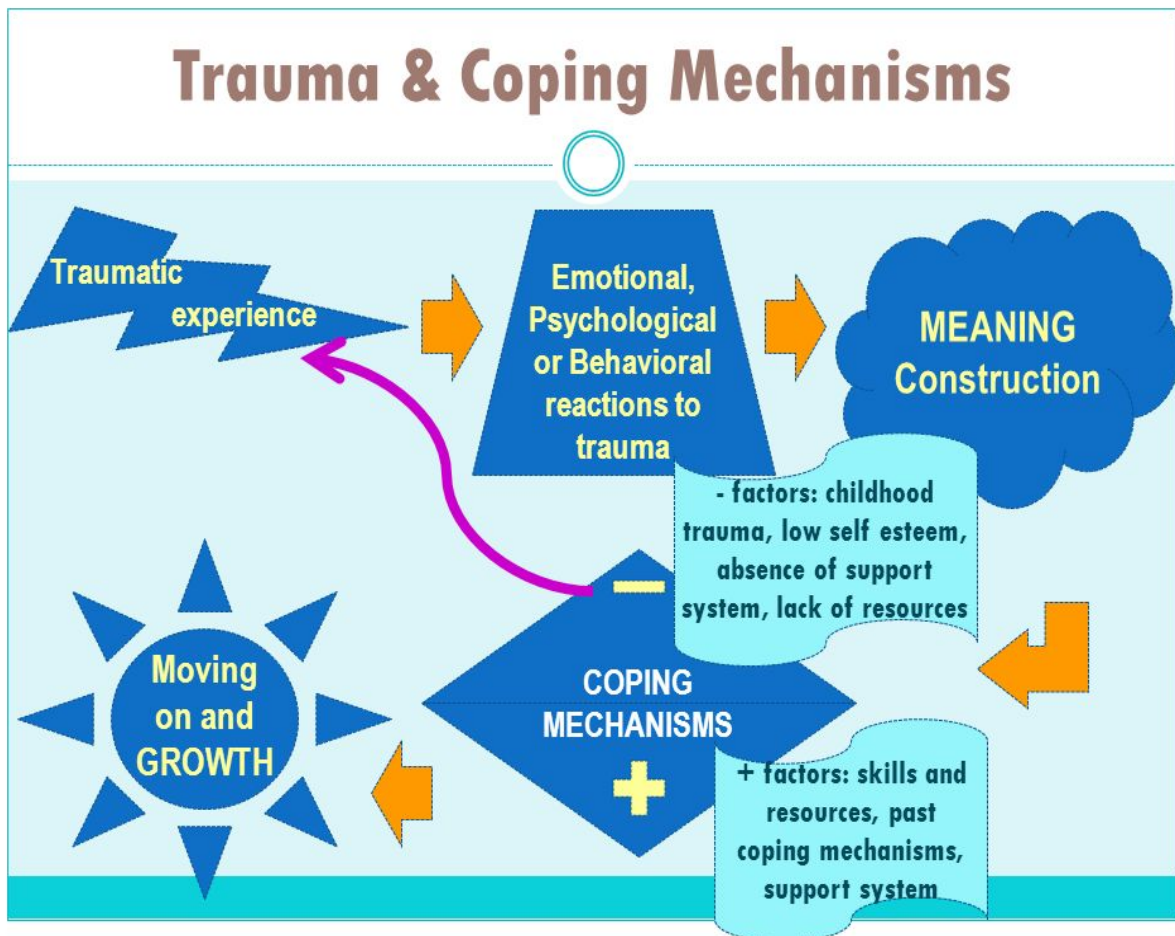 Trauma & Coping Mechanisms
Traumatic
experience
Emotional,
Psychological
or Behavioral
reactions to
trauma
MEANING
Construction
- factors: childhood
trauma, low self esteem,
absence of support
system, lack of resources
COPING
MECHANISMS
+ factors: skills and
resources, past
coping mechanisms,
support system
Moving
on and
GROWTH